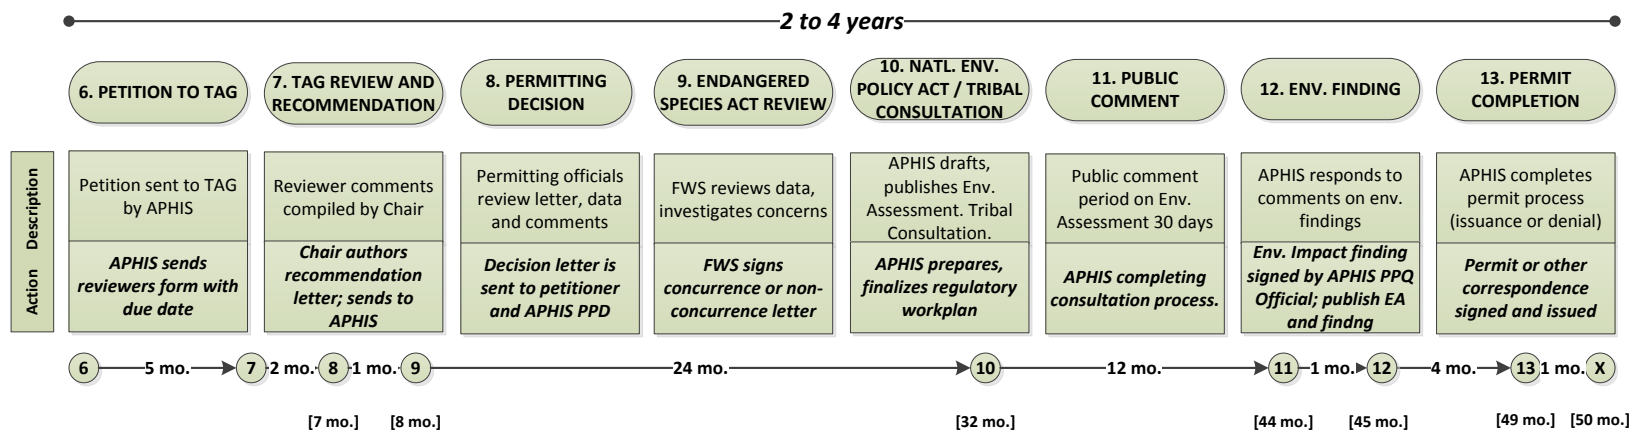 2 to 4 years
6. PETITION TO TAG
7. TAG REVIEW AND
RECOMMENDATION
8. PERMITTING
DECISION
9. ENDANGERED
SPECIES ACT REVIEW
10. NATL. ENV.
POLICY ACT / TRIBAL
CONSULTATION
11. PUBLIC
COMMENT
12. ENV. FINDING
13. PERMIT
COMPLETION
Description
Petition sent to TAG
by APHIS
Reviewer comments
compiled by Chair
Permitting officials
review letter, data
and comments
FWS reviews data,
investigates concerns
APHIS drafts,
publishes Env.
Assessment. Tribal
Consultation.
Public comment
period on Env.
Assessment 30 days
APHIS responds to
comments on env.
findings
APHIS completes
permit process
(issuance or denial)
Action
APHIS sends
reviewers form with
due date
Chair authors
recommendation
letter; sends to
APHIS
Decision letter is
sent to petitioner
and APHIS PPD
FWS signs
concurrence or non-
concurrence letter
APHIS prepares,
finalizes regulatory
workplan
APHIS completing
consultation process.
Env. Impact finding
signed by APHIS PPQ
Official; publish EA
and findng
Permit or other
correspondence
signed and issued
6 5 mo. 7 2 mo. 8 1 mo. 9 24 mo. 10 12 mo. 11 1 mo. 12 4 mo. 13 1 mo. X
[7 mo.] [8 mo.] [32 mo.] [44 mo.] [45 mo.] [49 mo.] [50 mo.]